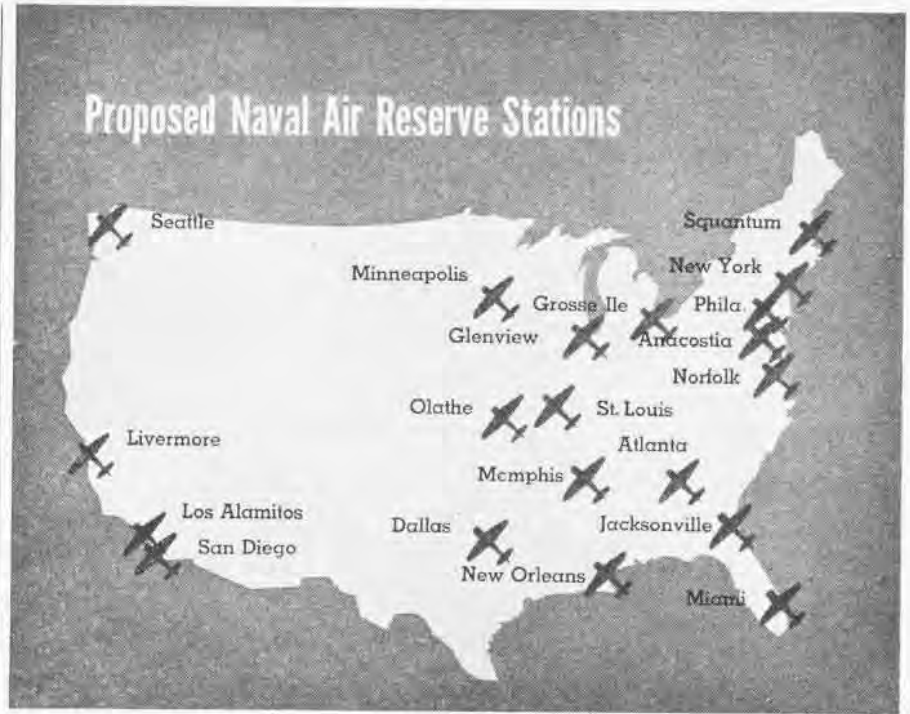 Proposed Naval Air Reserve Stations
Seattle
Squantum
New York
Minneapolis
Grosse Ile
Phila.
Glenview
Anacostia
Norfolk
Olathe
St. Louis
Livermore
Atlanta
Memphis
Los Alamitos
Dallas
Jacksonville
San Diego
New Orleans
Miami